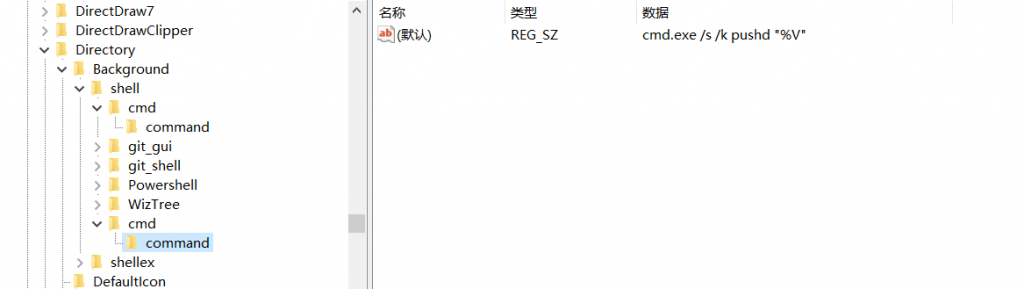 DirectDraw7
DirectDrawClipper
Directory
Background
shell
cmd
command
git_gui
git_shell
Powershell
WizTree
cmd
command
shellex
DefaultIcon
名称 类型 数据
ab (默认) REG_SZ cmd.exe /s /k pushd "%V"